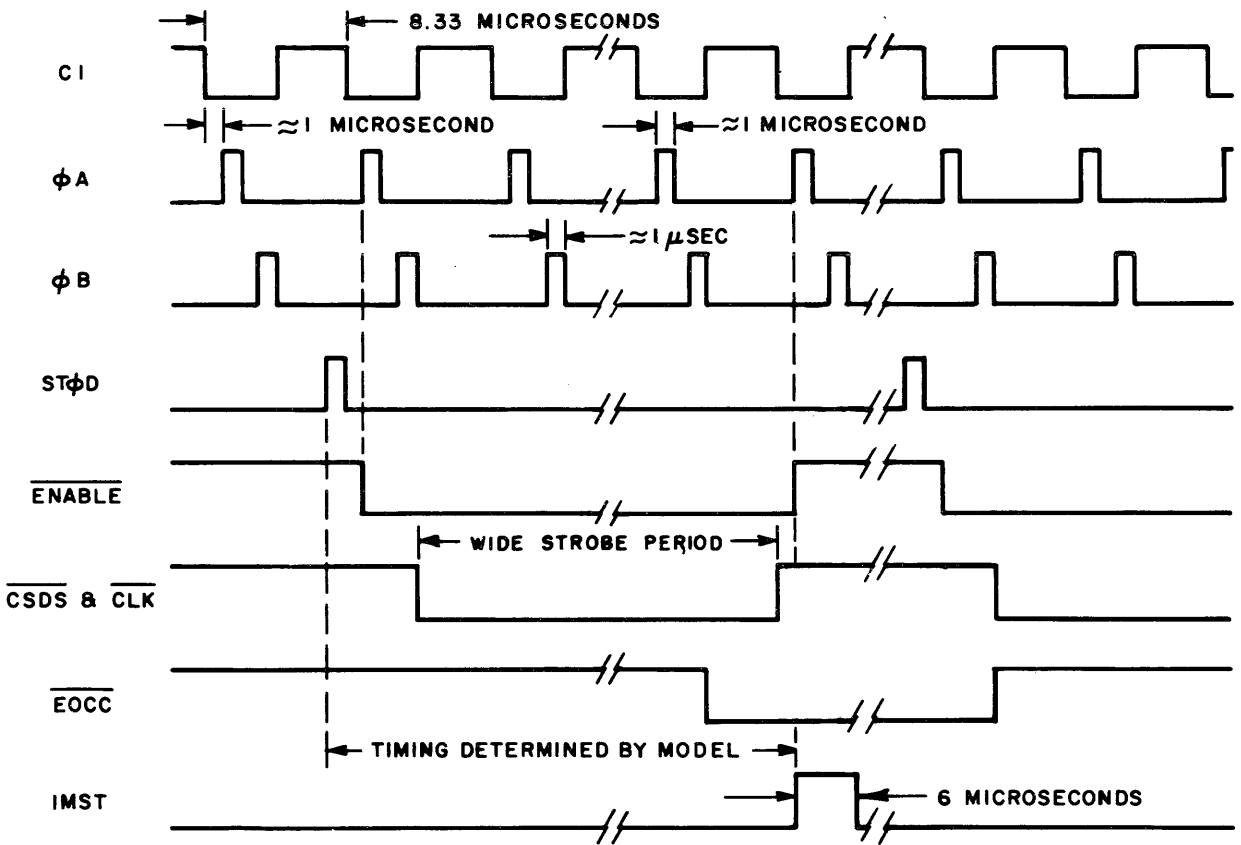 8.33 MICROSECONDS
C1
≈1 MICROSECOND
≈1 MICROSECOND
ϕA
≈1 μSEC
ϕB
STϕD
ENABLE
WIDE STROBE PERIOD
CSDS & CLK
EOCC
TIMING DETERMINED BY MODEL
IMST
6 MICROSECONDS